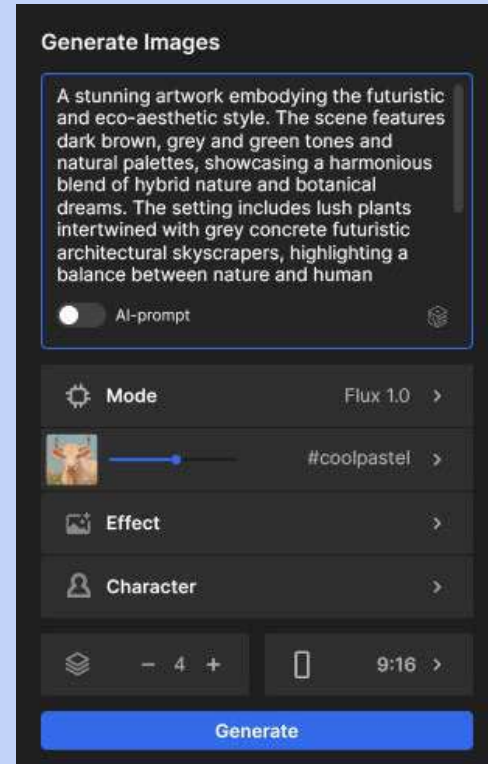 Generate Images
A stunning artwork embodying the futuristic
and eco-aesthetic style. The scene features
dark brown, grey and green tones and
natural palettes, showcasing a harmonious
blend of hybrid nature and botanical
dreams. The setting includes lush plants
intertwined with grey concrete futuristic
architectural skyscrapers, highlighting a
balance between nature and human
AI-prompt
Mode Flux 1.0 >
#coolpastel >
Effect >
Character >
− 4 + 9:16 >
Generate